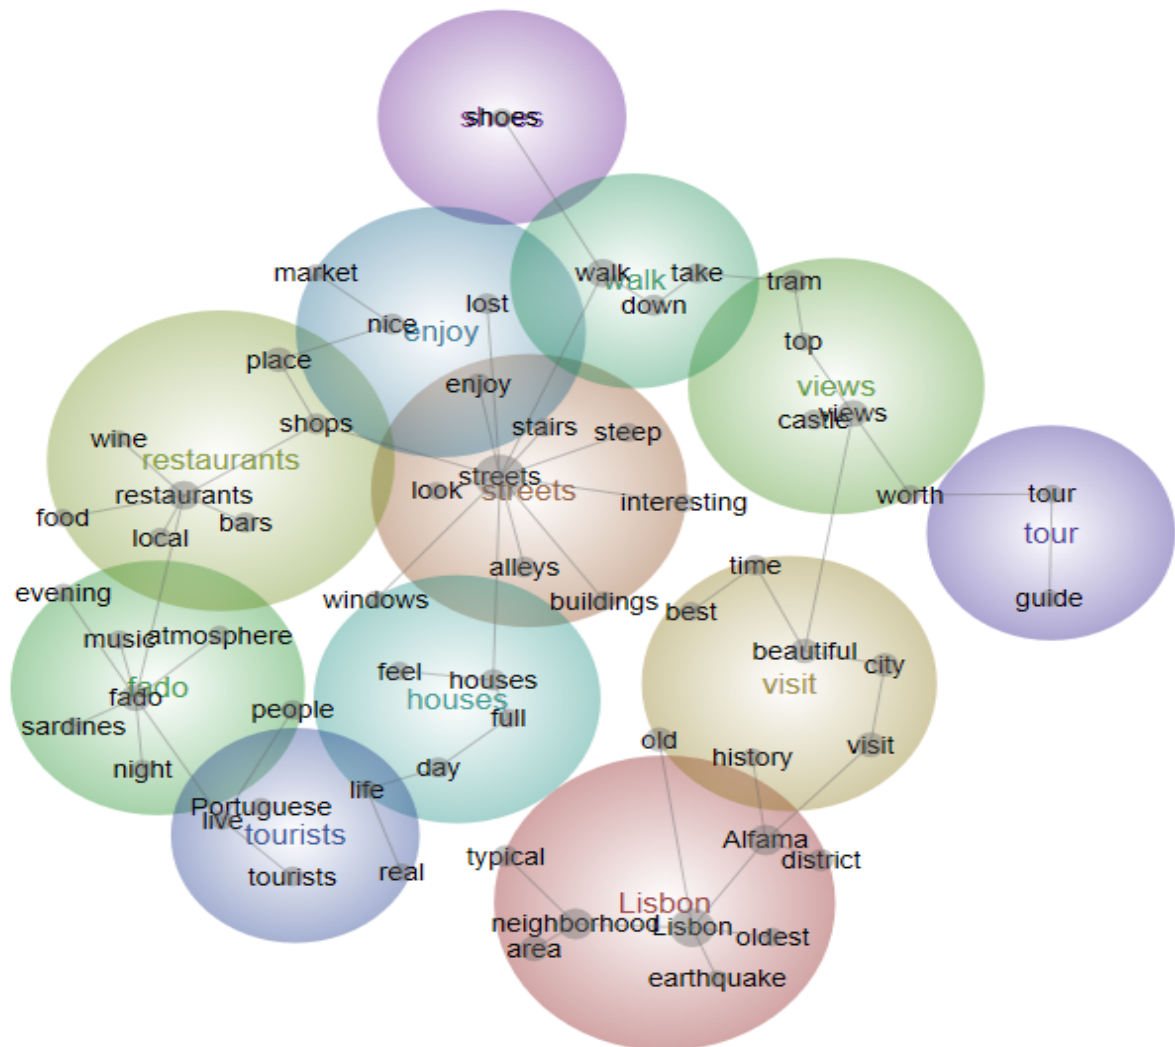 shoes
shoes
market
walk
take
walk
tram
lost
down
nice
enjoy
top
place
enjoy
views
shops
castle
views
wine
stairs
steep
restaurants
streets
restaurants
look
streets
interesting
worth
tour
food
bars
local
tour
alleys
time
evening
windows
buildings
best
guide
music
atmosphere
beautiful
city
feel
houses
fado
visit
fado
houses
people
full
sardines
old
visit
history
night
day
life
Portuguese
live
tourists
Alfama
typical
district
tourists
real
Lisbon
neighborhood
Lisbon
oldest
area
earthquake